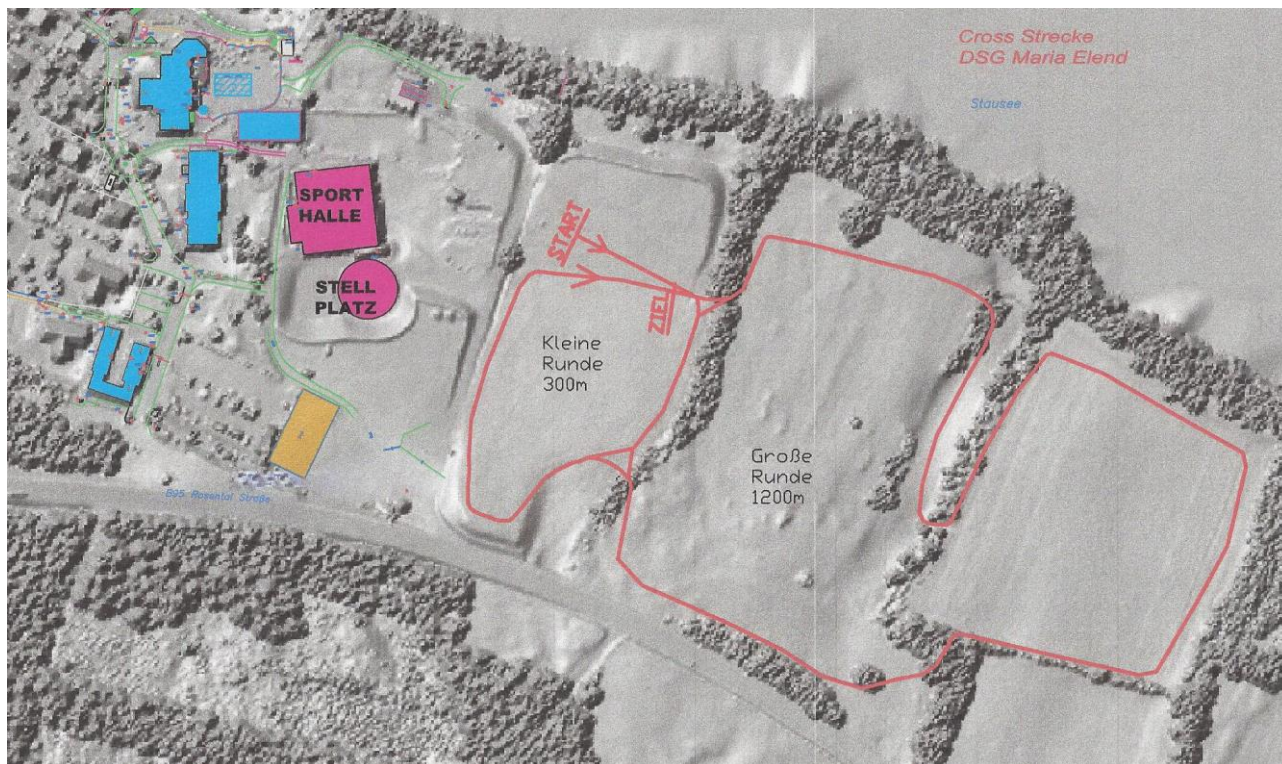 Cross Strecke
DSG Maria Elend
Stausee
SPORT
HALLE
START
STELL
PLATZ
ZIEL
Kleine
Runde
300m
Große
Runde
1200m
B95 Rosental Straße